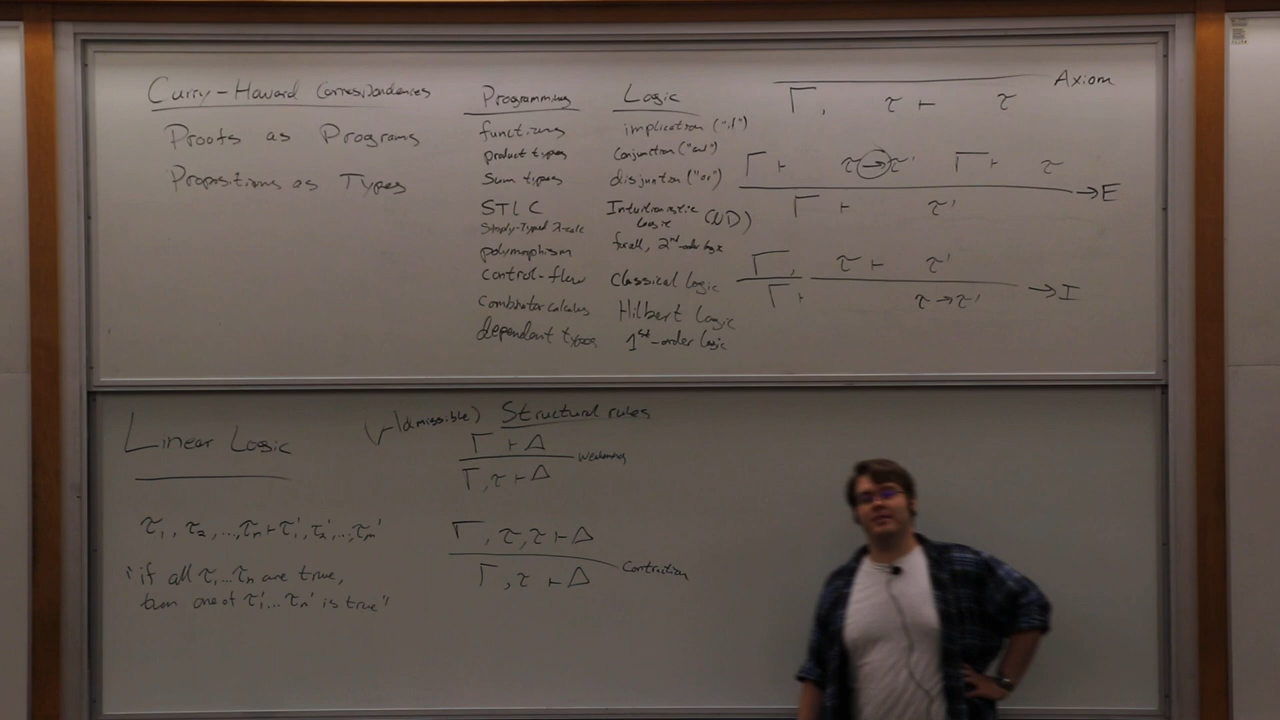 Curry-Howard Correspondences
Proofs as Programs
Propositions as Types
Programming Logic
functions implication ("if")
product types Conjunction ("and")
Sum types disjuntion ("or")
STLC Intuitionistic Logic (ND)
Simply-Typed λ-calc
polymorphism forall, 2nd-order logic
control-flow Classical logic
Combinator calculus Hilbert Logic
dependent types 1st-order logic
Axiom
Γ, τ ⊢ τ
Γ ⊢ τ → τ' Γ ⊢ τ
→E
Γ ⊢ τ'
Γ, τ ⊢ τ'
→I
Γ ⊢ τ → τ'
Linear Logic
τ₁, τ₂, ..., τₙ ⊢ τ₁', τ₂', ..., τₘ'
"if all τ₁...τₙ are true,
then one of τ₁'...τₘ' is true"
(admissible) Structural rules
Γ ⊢ Δ
Weakening
Γ, τ ⊢ Δ
Γ, τ, τ ⊢ Δ
Contraction
Γ, τ ⊢ Δ